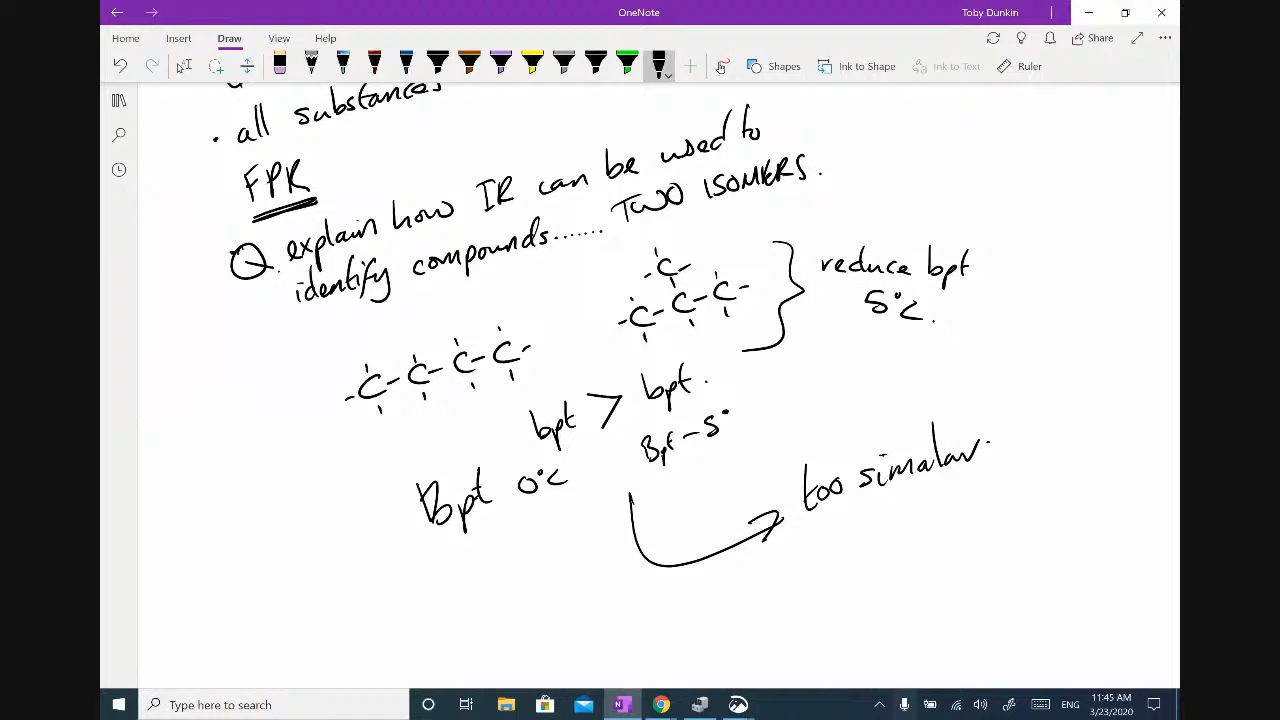 OneNote
Toby Dunkin
Home Insert Draw View Help
Share
Shapes
Ink to Shape
Ink to Text
Ruler
. all substances
FPR
Q. explain how IR can be used to
identify compounds...... TWO ISOMERS.
C
C C C
reduce bpt
5°C.
C C C C
bpt > bpt.
Bpt 0°C
Bpt -5°
too simalar.
Type here to search
ENG
11:45 AM
3/23/2020